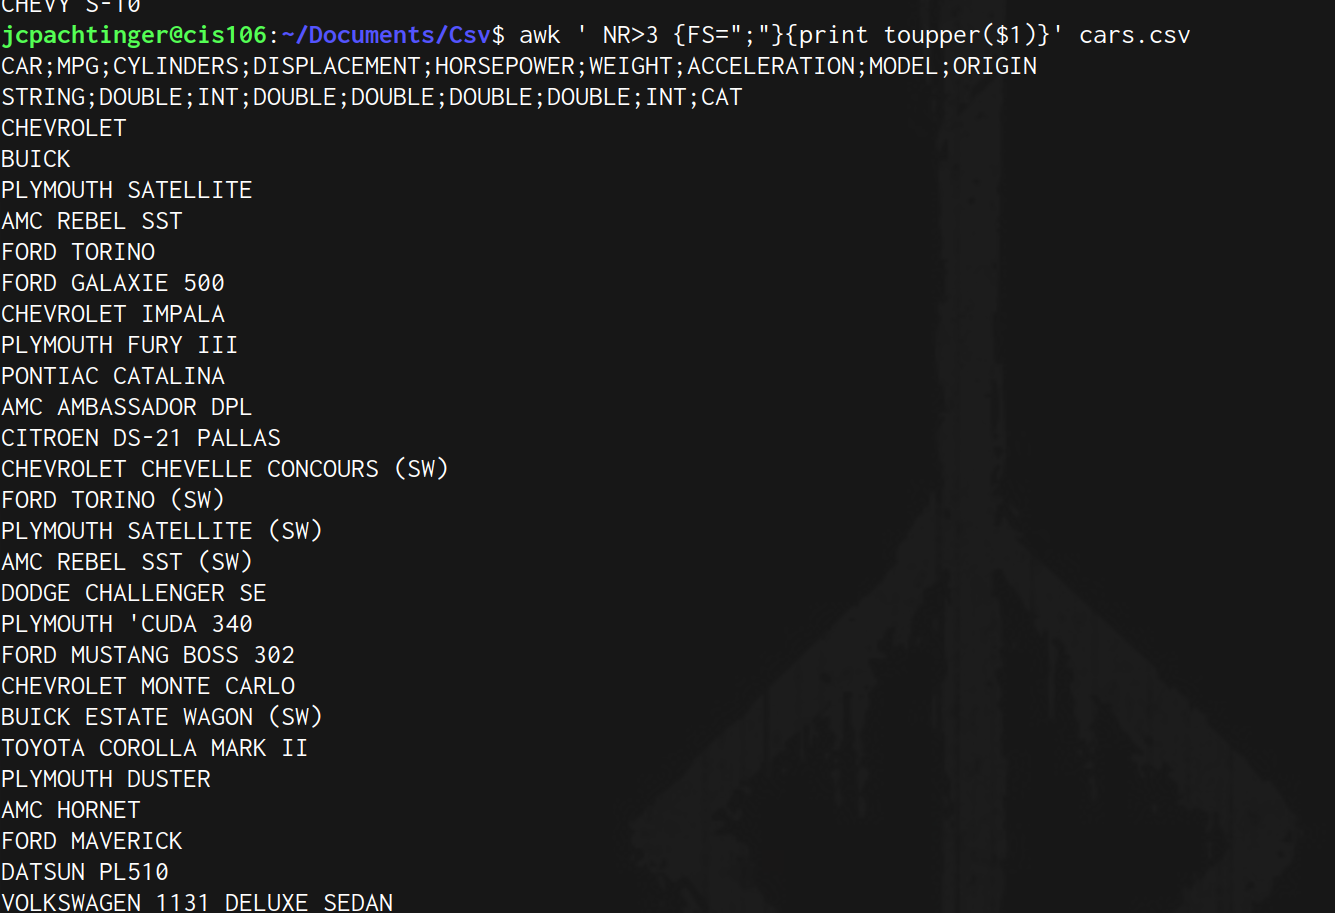 CHEVY S-10
jcpachtinger@cis106:~/Documents/Csv$ awk ' NR>3 {FS=";"}{print toupper($1)}' cars.csv
CAR;MPG;CYLINDERS;DISPLACEMENT;HORSEPOWER;WEIGHT;ACCELERATION;MODEL;ORIGIN
STRING;DOUBLE;INT;DOUBLE;DOUBLE;DOUBLE;DOUBLE;INT;CAT
CHEVROLET
BUICK
PLYMOUTH SATELLITE
AMC REBEL SST
FORD TORINO
FORD GALAXIE 500
CHEVROLET IMPALA
PLYMOUTH FURY III
PONTIAC CATALINA
AMC AMBASSADOR DPL
CITROEN DS-21 PALLAS
CHEVROLET CHEVELLE CONCOURS (SW)
FORD TORINO (SW)
PLYMOUTH SATELLITE (SW)
AMC REBEL SST (SW)
DODGE CHALLENGER SE
PLYMOUTH 'CUDA 340
FORD MUSTANG BOSS 302
CHEVROLET MONTE CARLO
BUICK ESTATE WAGON (SW)
TOYOTA COROLLA MARK II
PLYMOUTH DUSTER
AMC HORNET
FORD MAVERICK
DATSUN PL510
VOLKSWAGEN 1131 DELUXE SEDAN